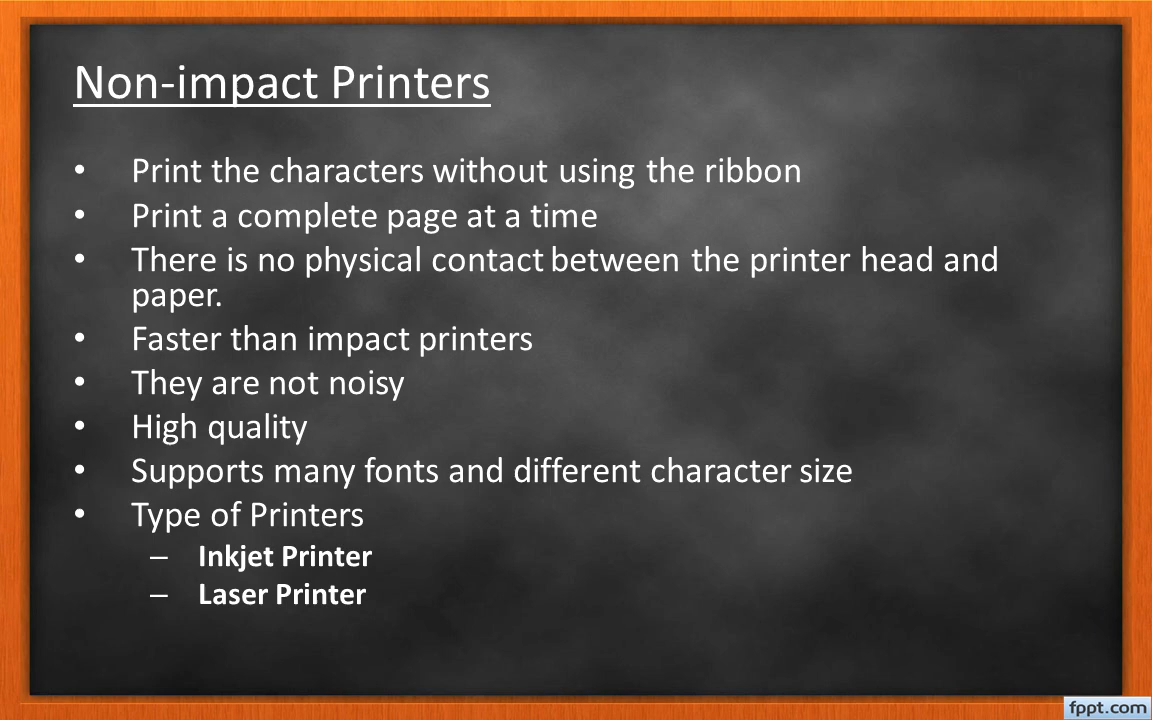 Non-impact Printers
• Print the characters without using the ribbon
• Print a complete page at a time
• There is no physical contact between the printer head and
paper.
• Faster than impact printers
• They are not noisy
• High quality
• Supports many fonts and different character size
• Type of Printers
– Inkjet Printer
– Laser Printer
fppt.com